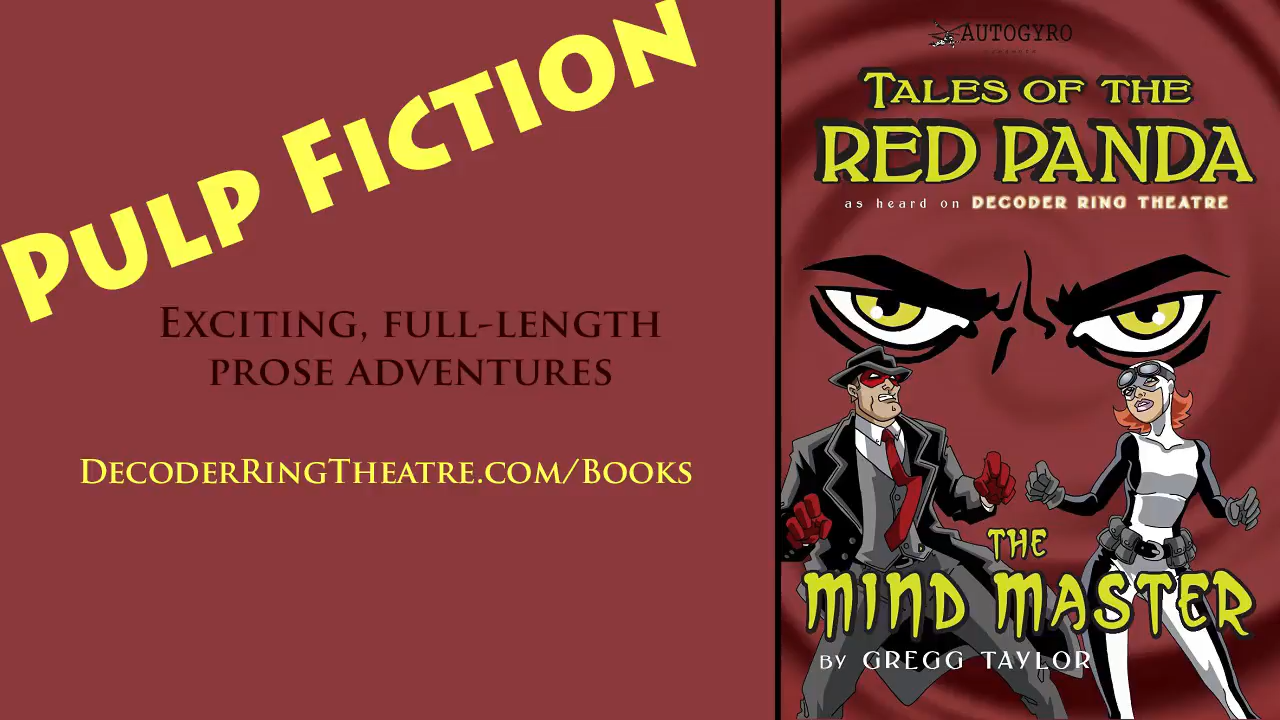 PULP FICTION
EXCITING, FULL-LENGTH
PROSE ADVENTURES
DECODERRINGTHEATRE.COM/BOOKS
AUTOGYRO
TALES OF THE
RED PANDA
as heard on DECODER RING THEATRE
THE
MIND MASTER
BY GREGG TAYLOR